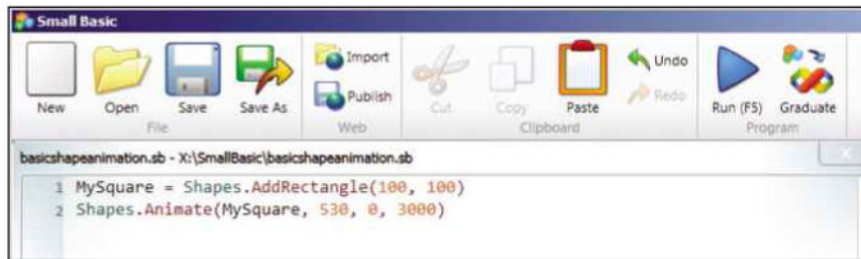 Small Basic
New Open Save Save As Import Publish Cut Copy Paste Undo Redo Run (F5) Graduate
File Web Clipboard Program
basicshapeanimation.sb - X:\SmallBasic\basicshapeanimation.sb
1 MySquare = Shapes.AddRectangle(100, 100)
2 Shapes.Animate(MySquare, 530, 0, 3000)